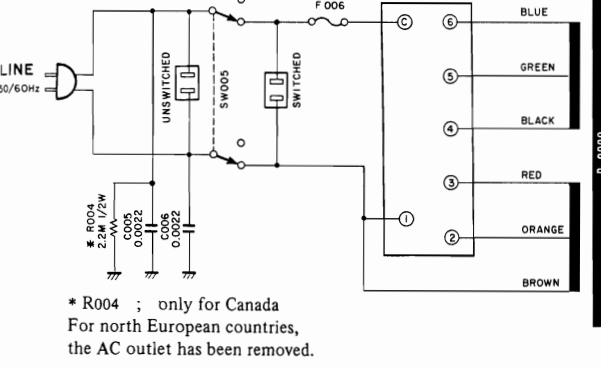 F 006
BLUE
C
6
LINE
50/60Hz
UNSWITCHED
SW005
SWITCHED
GREEN
5
BLACK
4
RED
3
* R004
2.2M 1/2W
C005
0.0022
C006
0.0022
1
ORANGE
2
BROWN
* R004 ; only for Canada
For north European countries,
the AC outlet has been removed.